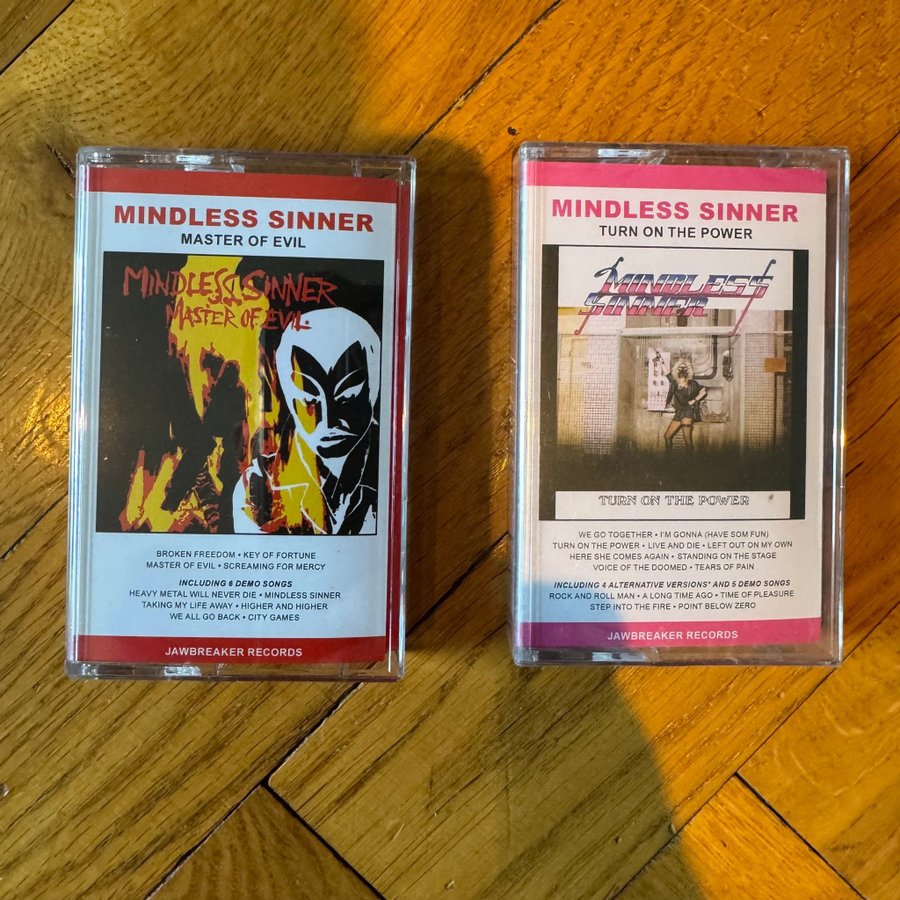 MINDLESS SINNER
MASTER OF EVIL
MINDLESS SINNER
MASTER OF EVIL
BROKEN FREEDOM • KEY OF FORTUNE
MASTER OF EVIL • SCREAMING FOR MERCY
INCLUDING 6 DEMO SONGS
HEAVY METAL WILL NEVER DIE • MINDLESS SINNER
TAKING MY LIFE AWAY • HIGHER AND HIGHER
WE ALL GO BACK • CITY GAMES
JAWBREAKER RECORDS
MINDLESS SINNER
TURN ON THE POWER
MINDLESS
SINNER
TURN ON THE POWER
WE GO TOGETHER • I'M GONNA (HAVE SOM FUN)
TURN ON THE POWER • LIVE AND DIE • LEFT OUT ON MY OWN
HERE SHE COMES AGAIN • STANDING ON THE STAGE
VOICE OF THE DOOMED • TEARS OF PAIN
INCLUDING 4 ALTERNATIVE VERSIONS* AND 5 DEMO SONGS
ROCK AND ROLL MAN • A LONG TIME AGO • TIME OF PLEASURE
STEP INTO THE FIRE • POINT BELOW ZERO
JAWBREAKER RECORDS